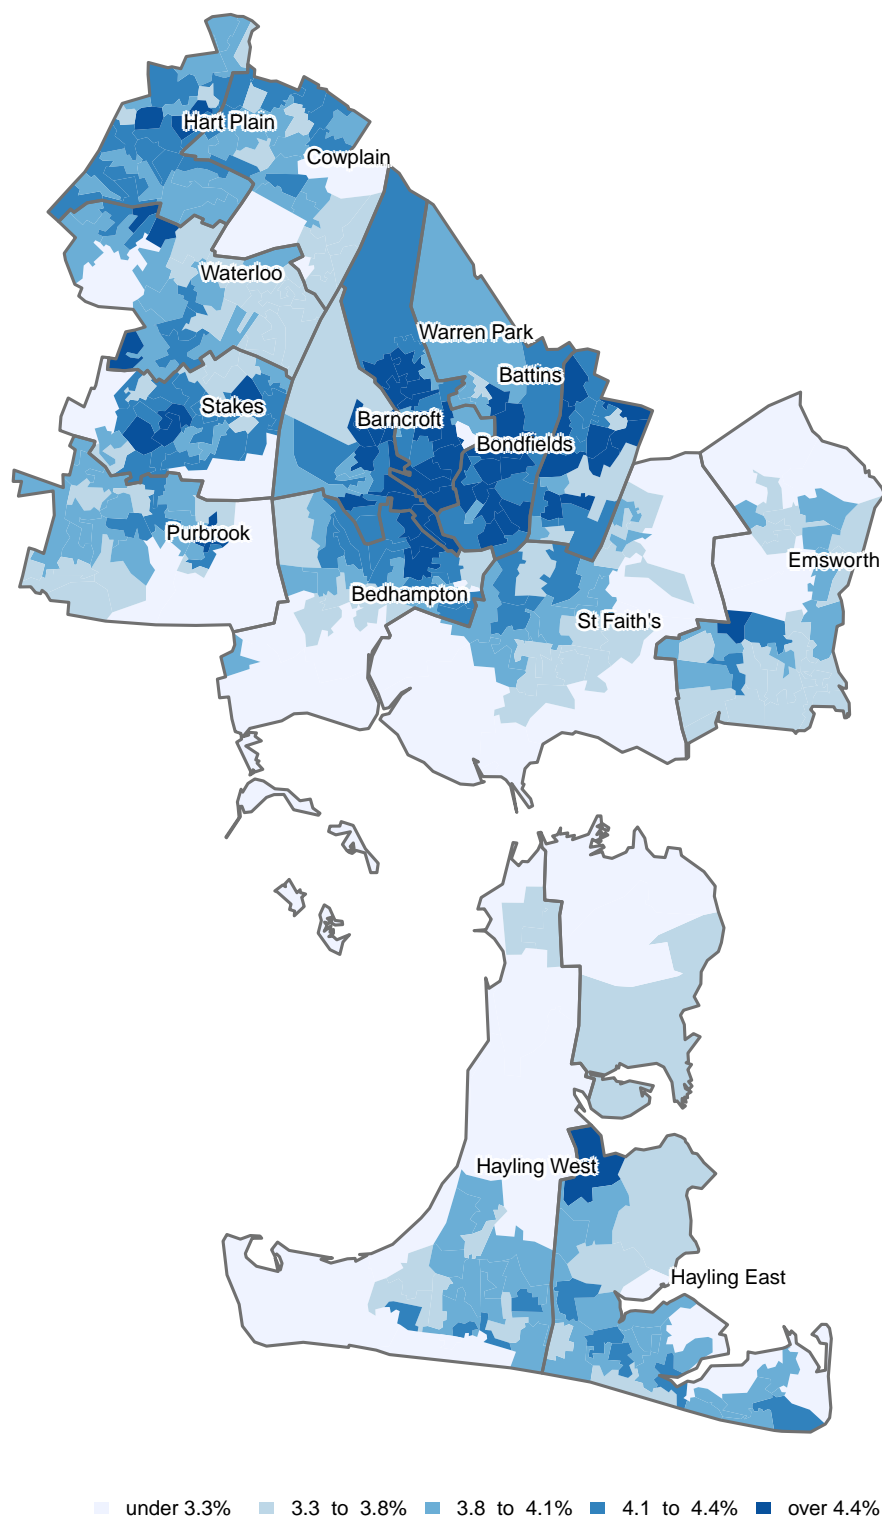 Hart Plain
Cowplain
Waterloo
Warren Park
Battins
Stakes
Barncroft
Bondfields
Purbrook
Emsworth
Bedhampton
St Faith's
Hayling West
Hayling East
under 3.3% 3.3 to 3.8% 3.8 to 4.1% 4.1 to 4.4% over 4.4%